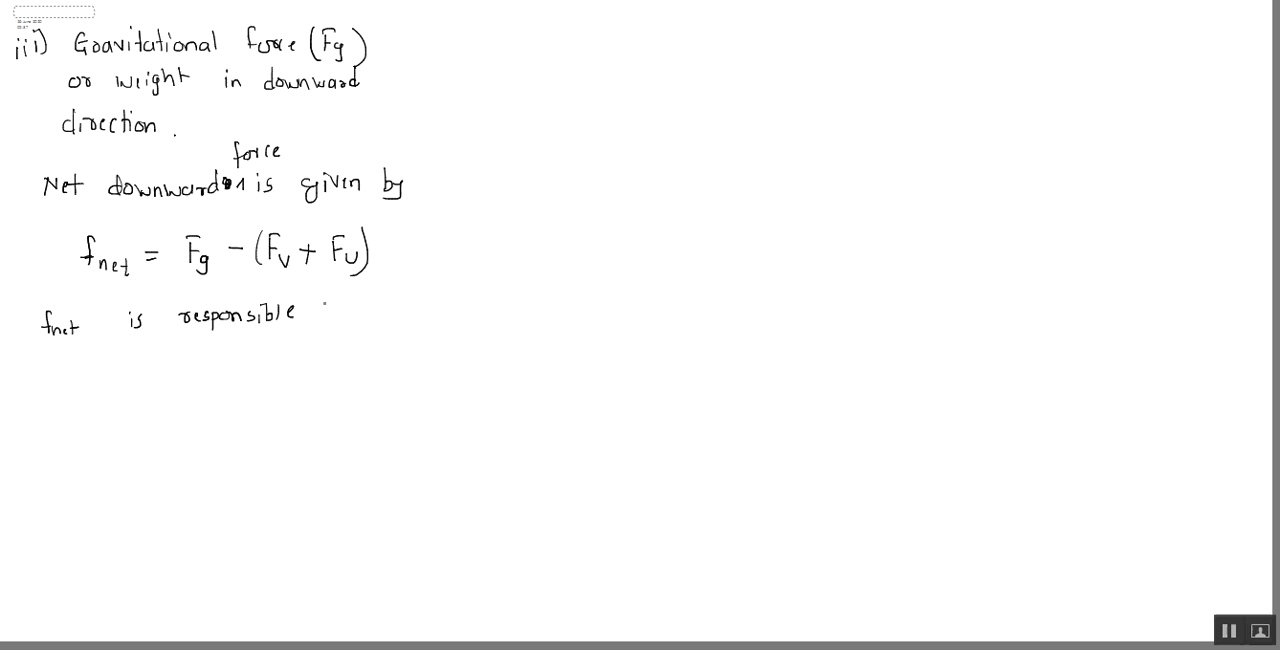 iii) Gravitational force (Fg)
or weight in downward
direction.
force
Net downward is given by
fnet = Fg - (Fv + FU)
fnet is responsible